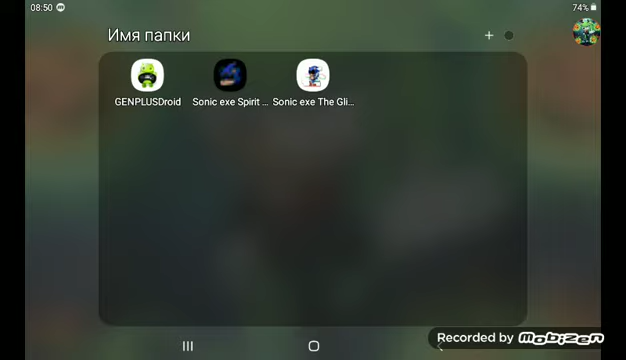 08:50
74%
Имя папки
GENPLUSDroid
Sonic exe Spirit ...
Sonic exe The Gli...
Recorded by Mobizen